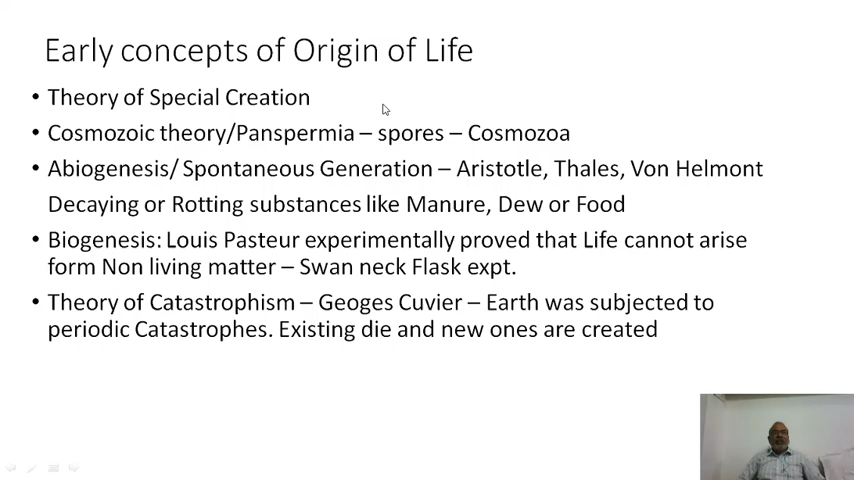 Early concepts of Origin of Life
• Theory of Special Creation
• Cosmozoic theory/Panspermia – spores – Cosmozoa
• Abiogenesis/ Spontaneous Generation – Aristotle, Thales, Von Helmont
Decaying or Rotting substances like Manure, Dew or Food
• Biogenesis: Louis Pasteur experimentally proved that Life cannot arise
form Non living matter – Swan neck Flask expt.
• Theory of Catastrophism – Geoges Cuvier – Earth was subjected to
periodic Catastrophes. Existing die and new ones are created